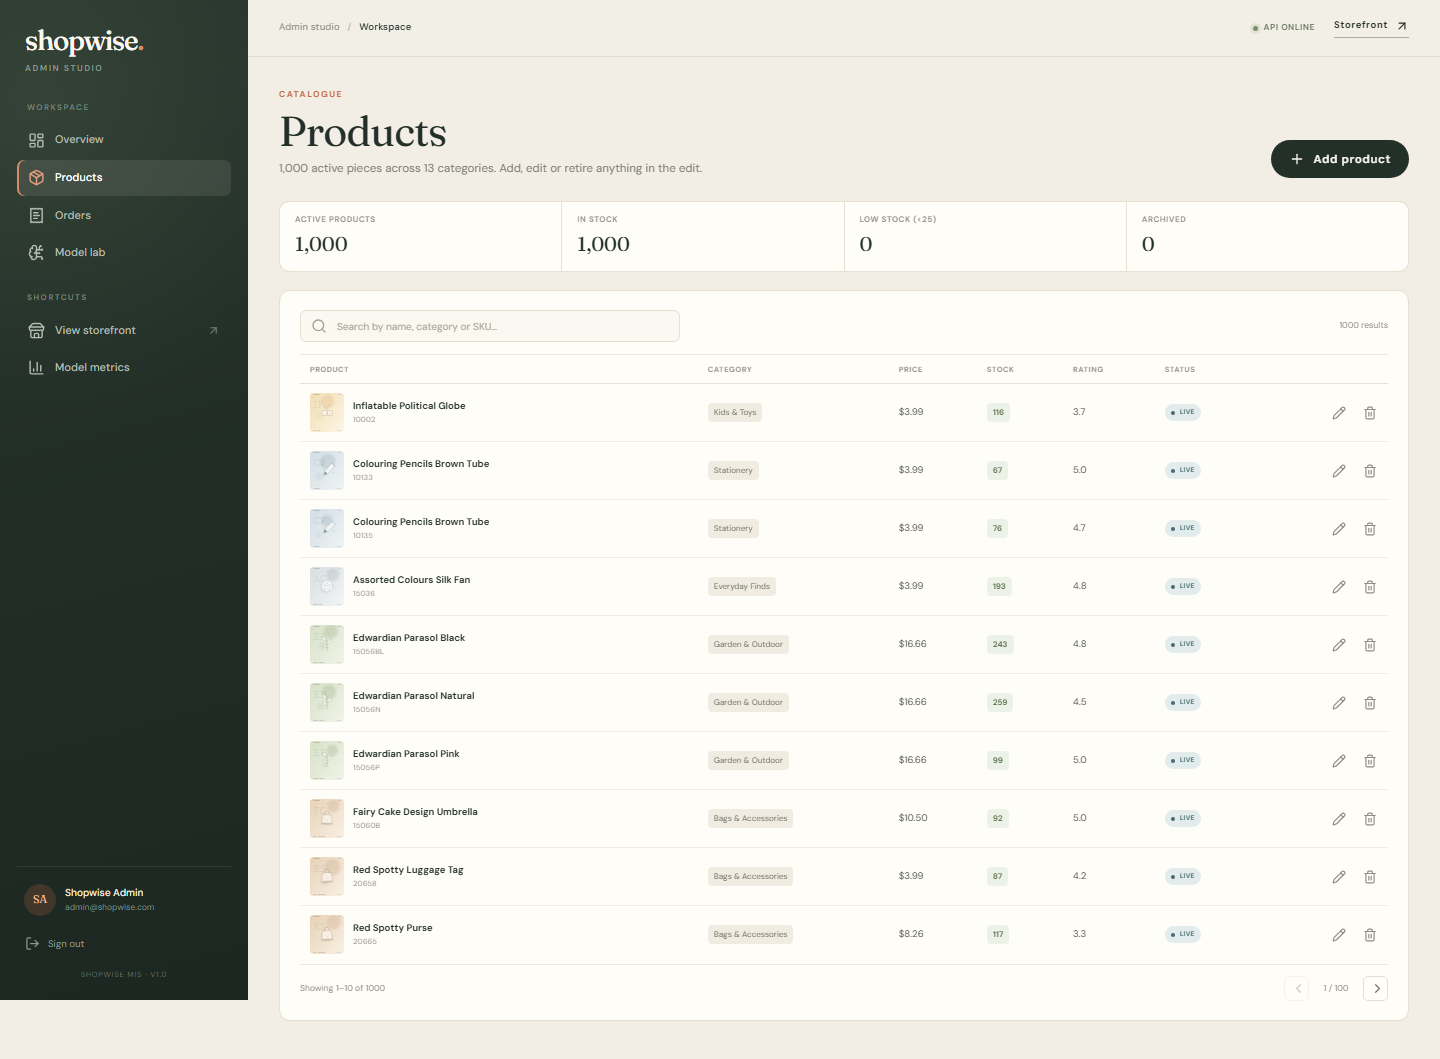 shopwise.
ADMIN STUDIO
WORKSPACE
Overview
Products
Orders
Model lab
SHORTCUTS
View storefront
Model metrics
SA
Shopwise Admin
admin@shopwise.com
Sign out
SHOPWISE MIS · V1.0
Admin studio / Workspace
API ONLINE
Storefront
CATALOGUE
Products
1,000 active pieces across 13 categories. Add, edit or retire anything in the edit.
Add product
ACTIVE PRODUCTS
1,000
IN STOCK
1,000
LOW STOCK (<25)
0
ARCHIVED
0
Search by name, category or SKU...
1000 results
PRODUCT CATEGORY PRICE STOCK RATING STATUS
Inflatable Political Globe
10002
Kids & Toys $3.99 116 3.7 LIVE
Colouring Pencils Brown Tube
10133
Stationery $3.99 67 5.0 LIVE
Colouring Pencils Brown Tube
10135
Stationery $3.99 76 4.7 LIVE
Assorted Colours Silk Fan
15036
Everyday Finds $3.99 193 4.8 LIVE
Edwardian Parasol Black
15056BL
Garden & Outdoor $16.66 243 4.8 LIVE
Edwardian Parasol Natural
15056N
Garden & Outdoor $16.66 259 4.5 LIVE
Edwardian Parasol Pink
15056P
Garden & Outdoor $16.66 99 5.0 LIVE
Fairy Cake Design Umbrella
15060B
Bags & Accessories $10.50 92 5.0 LIVE
Red Spotty Luggage Tag
20658
Bags & Accessories $3.99 87 4.2 LIVE
Red Spotty Purse
20665
Bags & Accessories $8.26 117 3.3 LIVE
Showing 1–10 of 1000
1 / 100